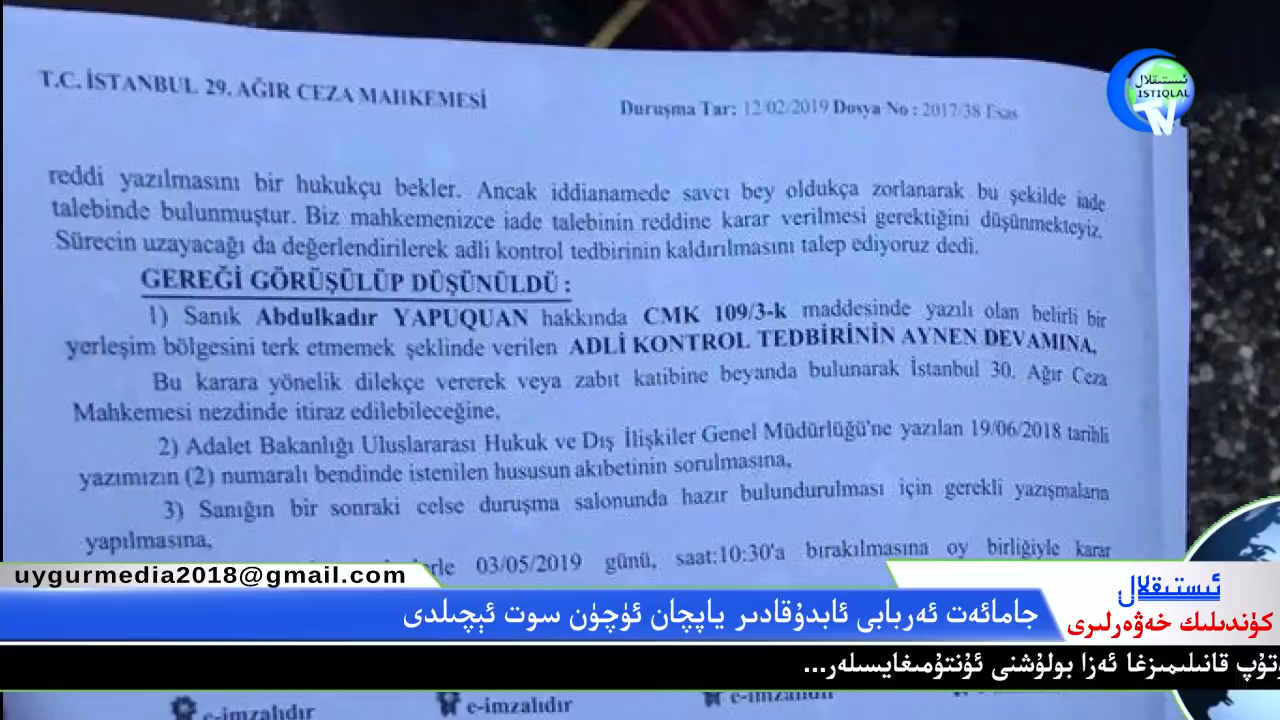 T.C. İSTANBUL 29. AĞIR CEZA MAHKEMESİ
Duruşma Tar: 12/02/2019 Dosya No : 2017/38 Esas
ئىستىقلال
ISTIQLAL
TV
reddi yazılmasını bir hukukçu bekler. Ancak iddianamede savcı bey oldukça zorlanarak bu şekilde iade
talebinde bulunmuştur. Biz mahkemenizce iade talebinin reddine karar verilmesi gerektiğini düşünmekteyiz.
Sürecin uzayacağı da değerlendirilerek adli kontrol tedbirinin kaldırılmasını talep ediyoruz dedi.
GEREĞİ GÖRÜŞÜLÜP DÜŞÜNÜLDÜ :
1) Sanık Abdulkadır YAPUQUAN hakkında CMK 109/3-k maddesinde yazılı olan belirli bir
yerleşim bölgesini terk etmemek şeklinde verilen ADLİ KONTROL TEDBİRİNİN AYNEN DEVAMINA,
Bu karara yönelik dilekçe vererek veya zabıt katibine beyanda bulunarak İstanbul 30. Ağır Ceza
Mahkemesi nezdinde itiraz edilebileceğine,
2) Adalet Bakanlığı Uluslararası Hukuk ve Dış İlişkiler Genel Müdürlüğü'ne yazılan 19/06/2018 tarihli
yazımızın (2) numaralı bendinde istenilen hususun akıbetinin sorulmasına,
3) Sanığın bir sonraki celse duruşma salonunda hazır bulundurulması için gerekli yazışmaların
yapılmasına,
03/05/2019 günü, saat:10:30'a bırakılmasına oy birliğiyle karar
uygurmedia2018@gmail.com
ئىستىقلال
كۈندىلىك خەۋەرلىرى
جامائەت ئەربابى ئابدۇقادىر ياپچان ئۈچۈن سوت ئېچىلدى
قانىلىمىزغا ئەزا بولۇشنى ئۇنتۇمىغايسىلەر...
e-imzalıdır e-imzalıdır e-imzalıdır